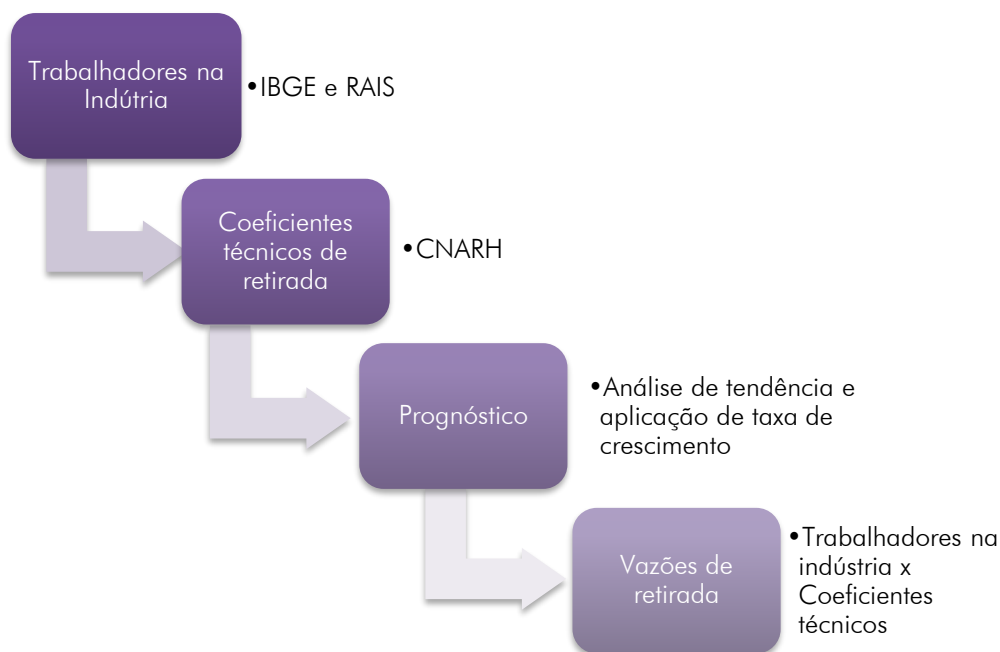 Trabalhadores na
Indútria
•IBGE e RAIS
Coeficientes
técnicos de
retirada
•CNARH
Prognóstico
•Análise de tendência e
aplicação de taxa de
crescimento
Vazões de
retirada
•Trabalhadores na
indústria x
Coeficientes
técnicos